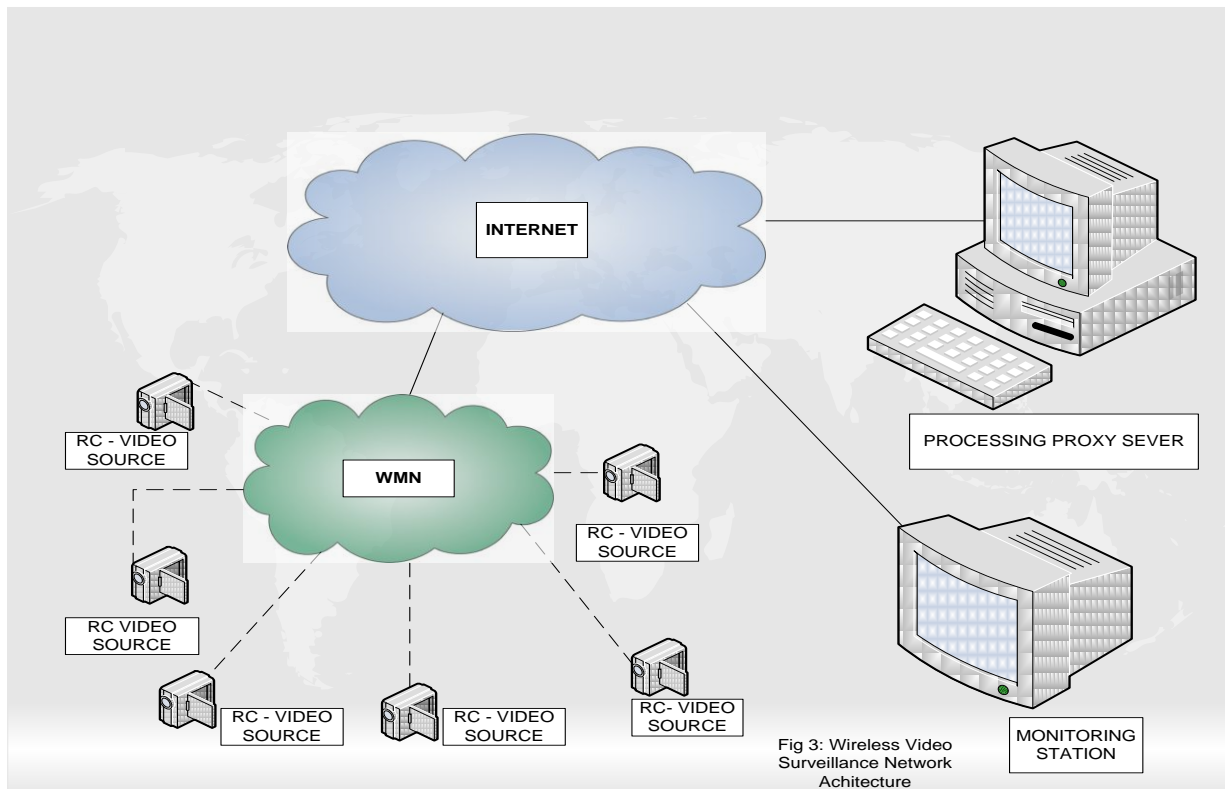 INTERNET
PROCESSING PROXY SEVER
RC - VIDEO
SOURCE
WMN
RC - VIDEO
SOURCE
RC VIDEO
SOURCE
RC - VIDEO
SOURCE
RC - VIDEO
SOURCE
RC- VIDEO
SOURCE
MONITORING
STATION
Fig 3: Wireless Video
Surveillance Network
Achitecture